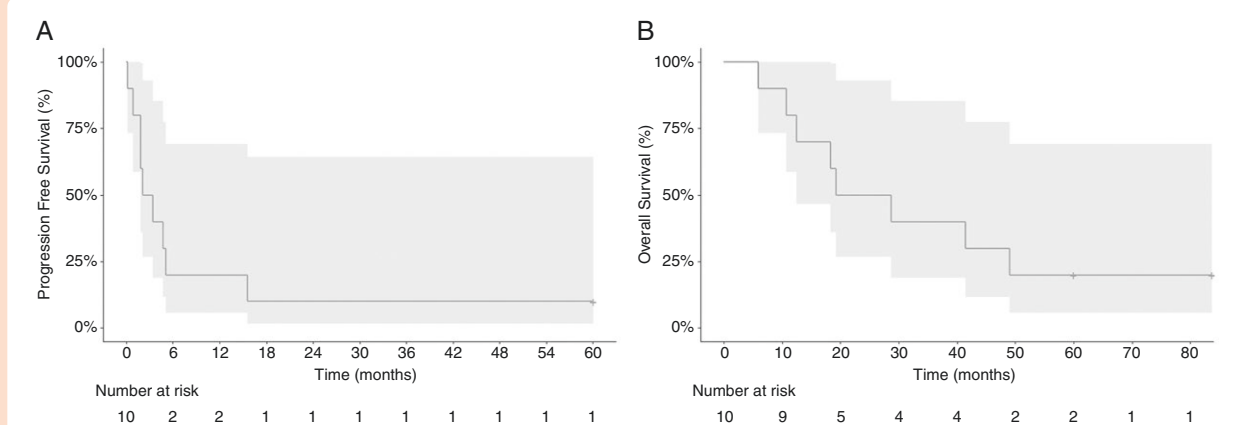 A
Progression Free Survival (%)
100%
75%
50%
25%
0%
0 6 12 18 24 30 36 42 48 54 60
Time (months)
Number at risk
10 2 2 1 1 1 1 1 1 1 1
B
Overall Survival (%)
100%
75%
50%
25%
0%
0 10 20 30 40 50 60 70 80
Time (months)
Number at risk
10 9 5 4 4 2 2 1 1